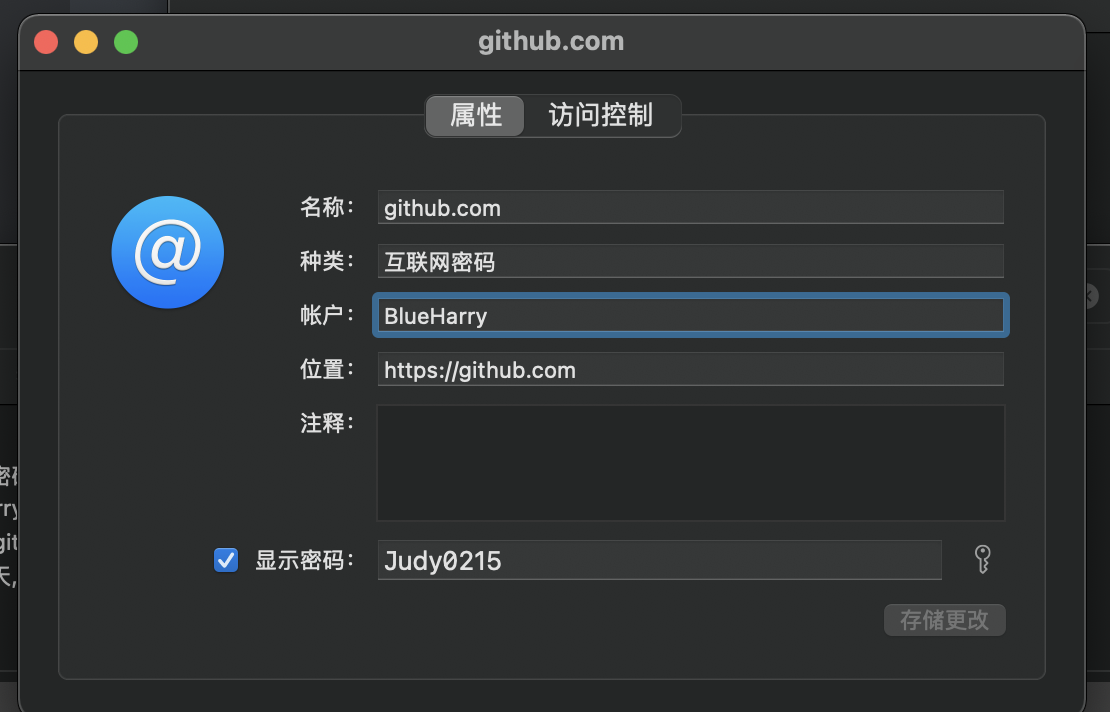 github.com
属性 访问控制
名称： github.com
种类： 互联网密码
帐户： BlueHarry
位置： https://github.com
注释：
显示密码： Judy0215
存储更改